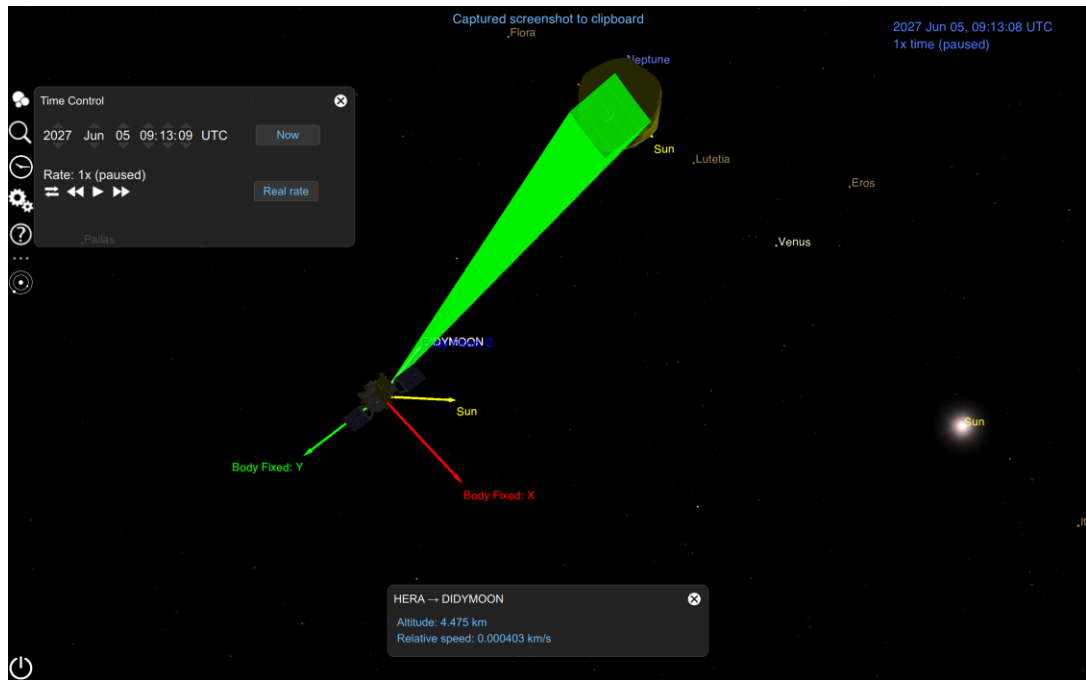 Captured screenshot to clipboard
Flora
2027 Jun 05, 09:13:08 UTC
1x time (paused)
Neptune
Time Control
2027 Jun 05 09:13:09 UTC
Now
Rate: 1x (paused)
Real rate
Sun
Lutetia
Eros
Pallas
Venus
DIDYMOON
Z
Sun
Sun
Body Fixed: Y
Body Fixed: X
It
HERA → DIDYMOON
Altitude: 4.475 km
Relative speed: 0.000403 km/s